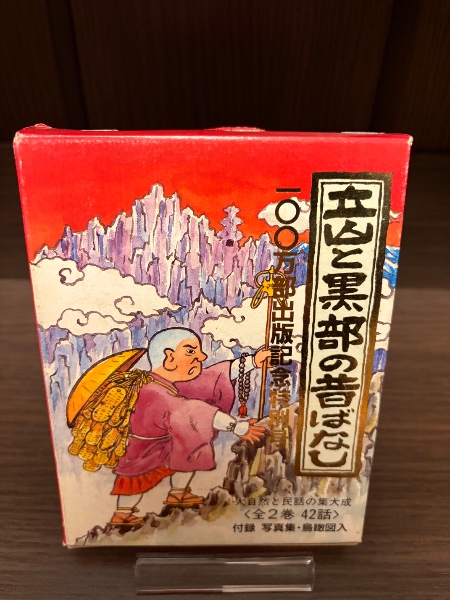 立山と黒部の昔ばなし
一〇〇万部出版記念特別号
大自然と民話の集大成
〈全2巻 42話〉
付録 写真集・鳥瞰図入